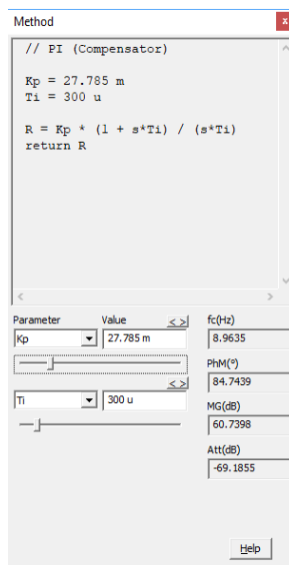 Method
x
// PI (Compensator)
Kp = 27.785 m
Ti = 300 u
R = Kp * (1 + s*Ti) / (s*Ti)
return R
Parameter Value < > fc(Hz)
Kp 27.785 m 8.9635
PhM(°)
< > 84.7439
Ti 300 u MG(dB)
60.7398
Att(dB)
-69.1855
Help